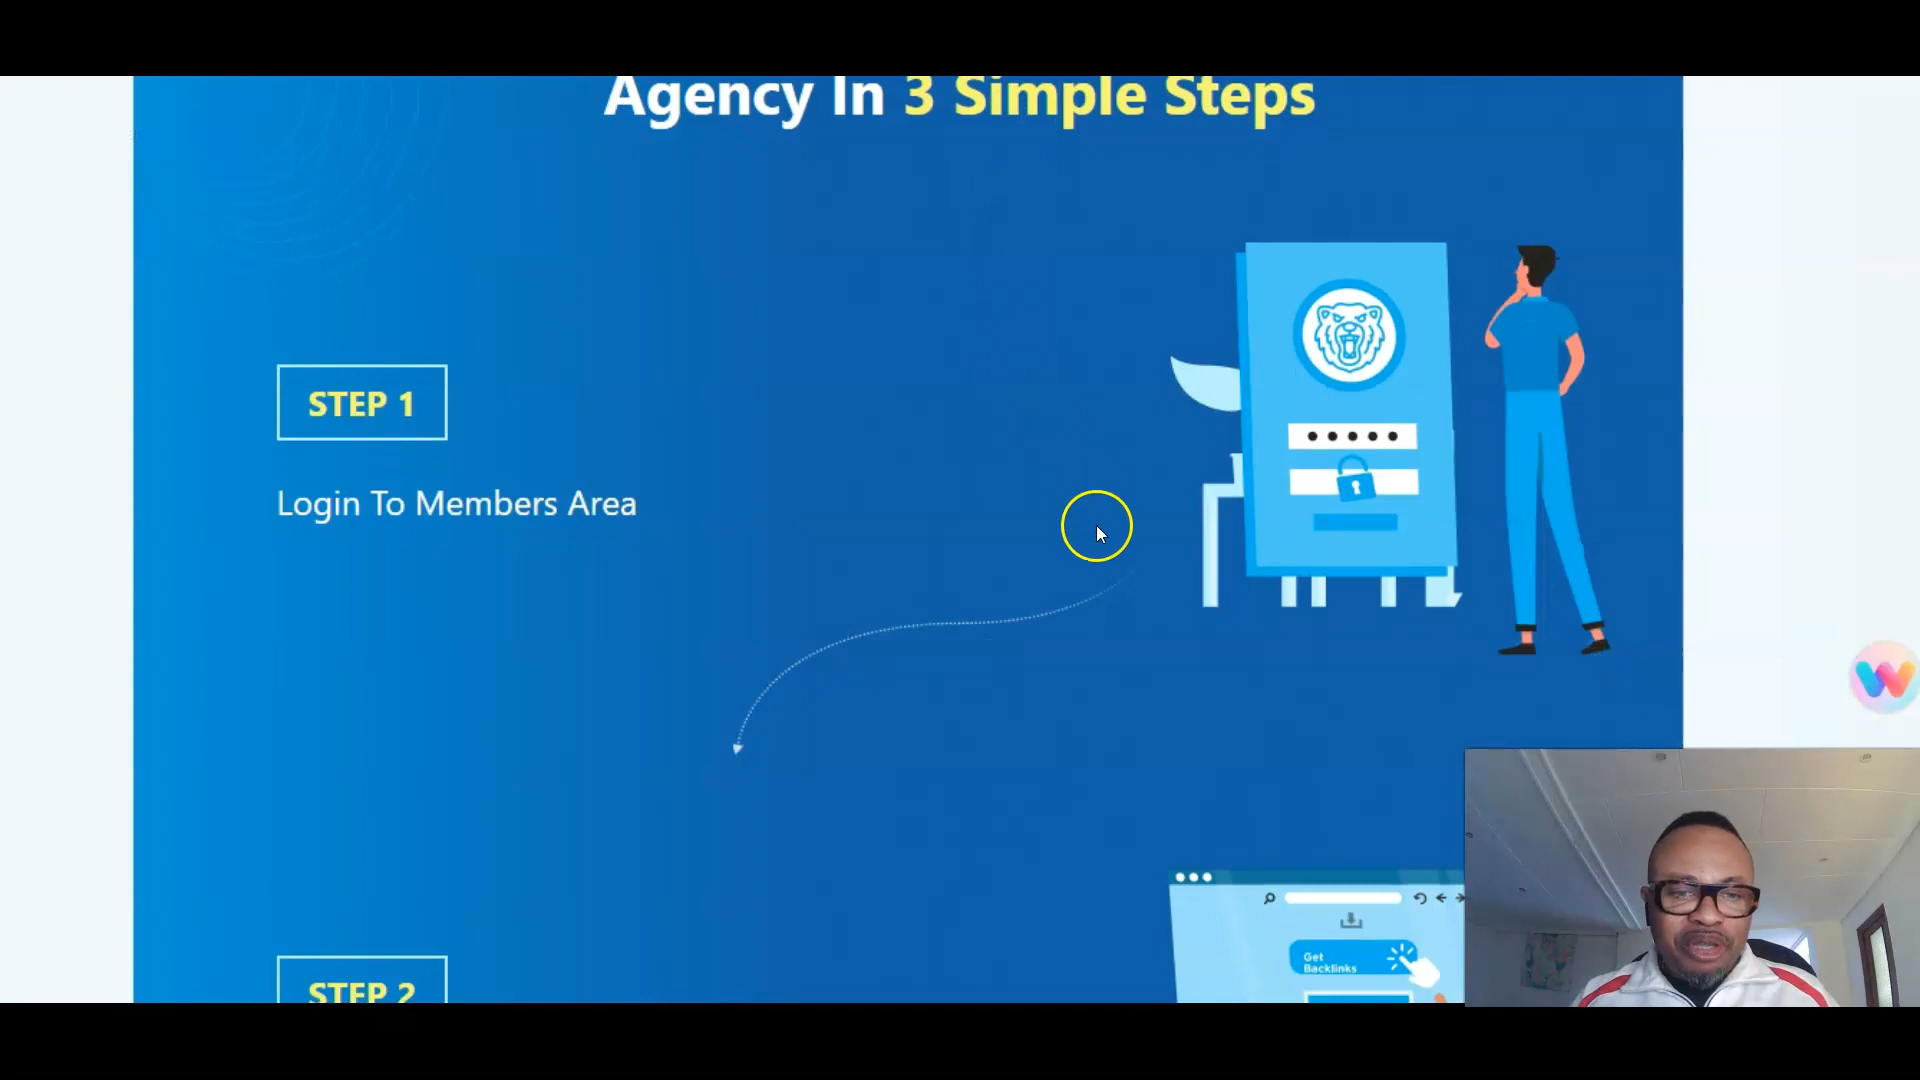 Agency In 3 Simple Steps
STEP 1
Login To Members Area
STEP 2
Get
Backlinks